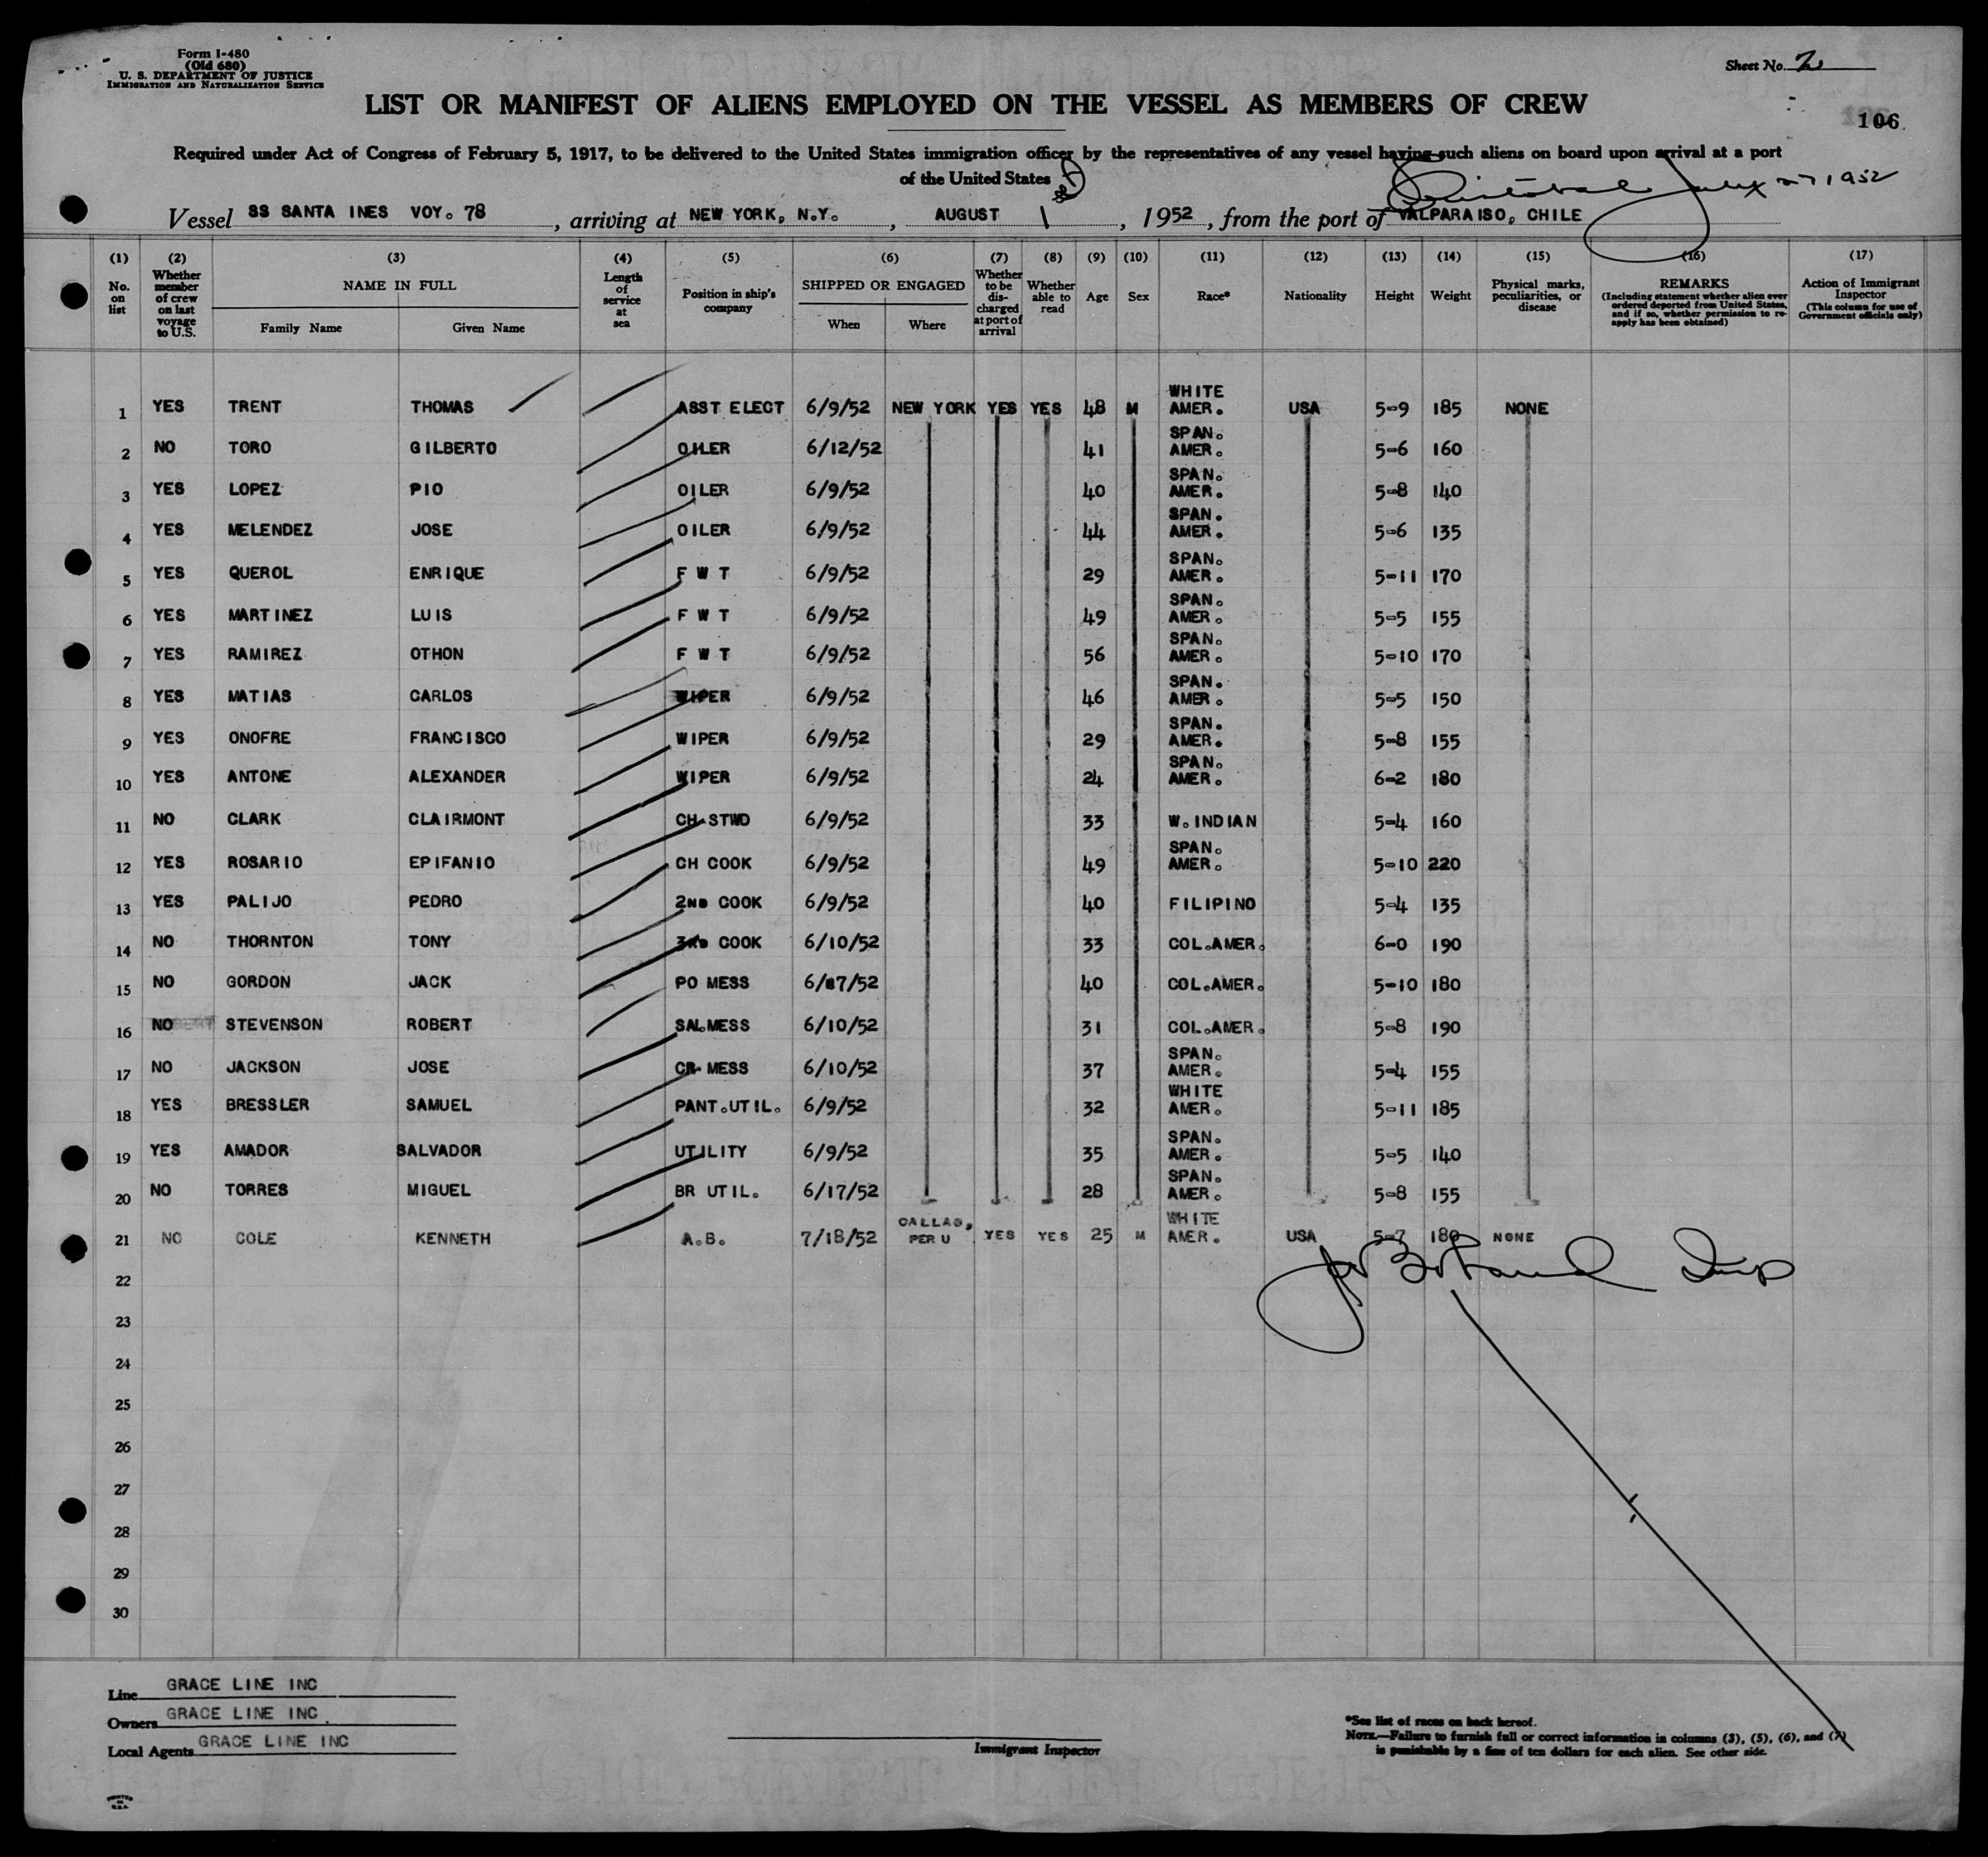 Form I-480
(Old 680)
U. S. DEPARTMENT OF JUSTICE
IMMIGRATION AND NATURALIZATION SERVICE
Sheet No. 2
LIST OR MANIFEST OF ALIENS EMPLOYED ON THE VESSEL AS MEMBERS OF CREW
106
Required under Act of Congress of February 5, 1917, to be delivered to the United States immigration officer by the representatives of any vessel having such aliens on board upon arrival at a port
of the United States
Cristobal July 27 1952
Vessel SS SANTA INES VOY. 78, arriving at NEW YORK, N.Y., AUGUST 1st, 1952, from the port of VALPARAISO, CHILE
(1) (2) (3) (4) (5) (6) (7) (8) (9) (10) (11) (12) (13) (14) (15) (16) (17)
No. on list
Whether member of crew on last voyage to U.S.
NAME IN FULL
Family Name Given Name
Length of service at sea
Position in ship's company
SHIPPED OR ENGAGED
When Where
Whether to be discharged at port of arrival
Whether able to read
Age
Sex
Race*
Nationality
Height
Weight
Physical marks, peculiarities, or disease
REMARKS
(Including statement whether alien ever ordered deported from United States, and if so, whether permission to reapply has been obtained)
Action of Immigrant Inspector
(This column for use of Government officials only)
1 YES TRENT THOMAS ASST ELECT 6/9/52 NEW YORK YES YES 48 M WHITE AMER. USA 5-9 185 NONE
2 NO TORO GILBERTO OILER 6/12/52 41 SPAN. AMER. 5-6 160
3 YES LOPEZ PIO OILER 6/9/52 40 SPAN. AMER. 5-8 140
4 YES MELENDEZ JOSE OILER 6/9/52 44 SPAN. AMER. 5-6 135
5 YES QUEROL ENRIQUE F W T 6/9/52 29 SPAN. AMER. 5-11 170
6 YES MARTINEZ LUIS F W T 6/9/52 49 SPAN. AMER. 5-5 155
7 YES RAMIREZ OTHON F W T 6/9/52 56 SPAN. AMER. 5-10 170
8 YES MATIAS CARLOS WIPER 6/9/52 46 SPAN. AMER. 5-5 150
9 YES ONOFRE FRANCISCO WIPER 6/9/52 29 SPAN. AMER. 5-8 155
10 YES ANTONE ALEXANDER WIPER 6/9/52 24 SPAN. AMER. 6-2 180
11 NO CLARK CLAIRMONT CH STWD 6/9/52 33 W. INDIAN 5-4 160
12 YES ROSARIO EPIFANIO CH COOK 6/9/52 49 SPAN. AMER. 5-10 220
13 YES PALIJO PEDRO 2ND COOK 6/9/52 40 FILIPINO 5-4 135
14 NO THORNTON TONY 3RD COOK 6/10/52 33 COL.AMER. 6-0 190
15 NO GORDON JACK PO MESS 6/17/52 40 COL.AMER. 5-10 180
16 NO STEVENSON ROBERT SAL MESS 6/10/52 31 COL.AMER. 5-8 190
17 NO JACKSON JOSE CR MESS 6/10/52 37 SPAN. AMER. 5-4 155
18 YES BRESSLER SAMUEL PANT.UTIL. 6/9/52 32 WHITE AMER. 5-11 185
19 YES AMADOR SALVADOR UTILITY 6/9/52 35 SPAN. AMER. 5-5 140
20 NO TORRES MIGUEL BR UTIL. 6/17/52 28 SPAN. AMER. 5-8 155
21 NO COLE KENNETH A.B. 7/18/52 CALLAO, PERU YES YES 25 M WHITE AMER. USA 5-7 180 NONE
22
23
24
25
26
27
28
29
30
Line GRACE LINE INC
Owners GRACE LINE INC.
Local Agents GRACE LINE INC
Immigrant Inspector
*See list of races on back hereof.
NOTE.—Failure to furnish full or correct information in columns (3), (5), (6), and (7)
is punishable by a fine of ten dollars for each alien. See other side.
PRINTED
IN
U.S.A.